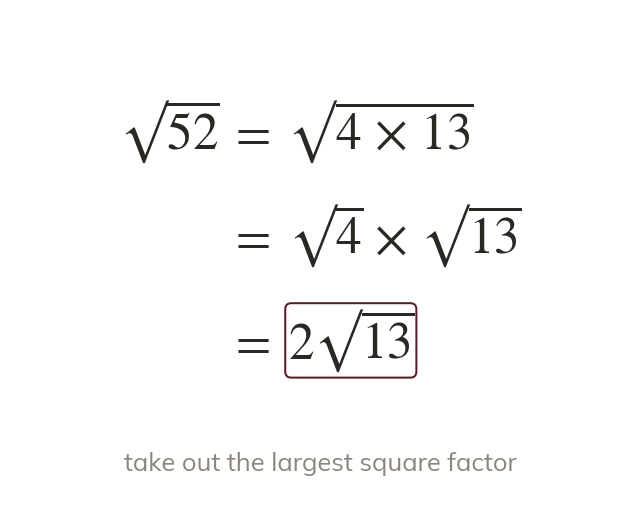 √52 = √4 × 13
= √4 × √13
= 2√13
take out the largest square factor